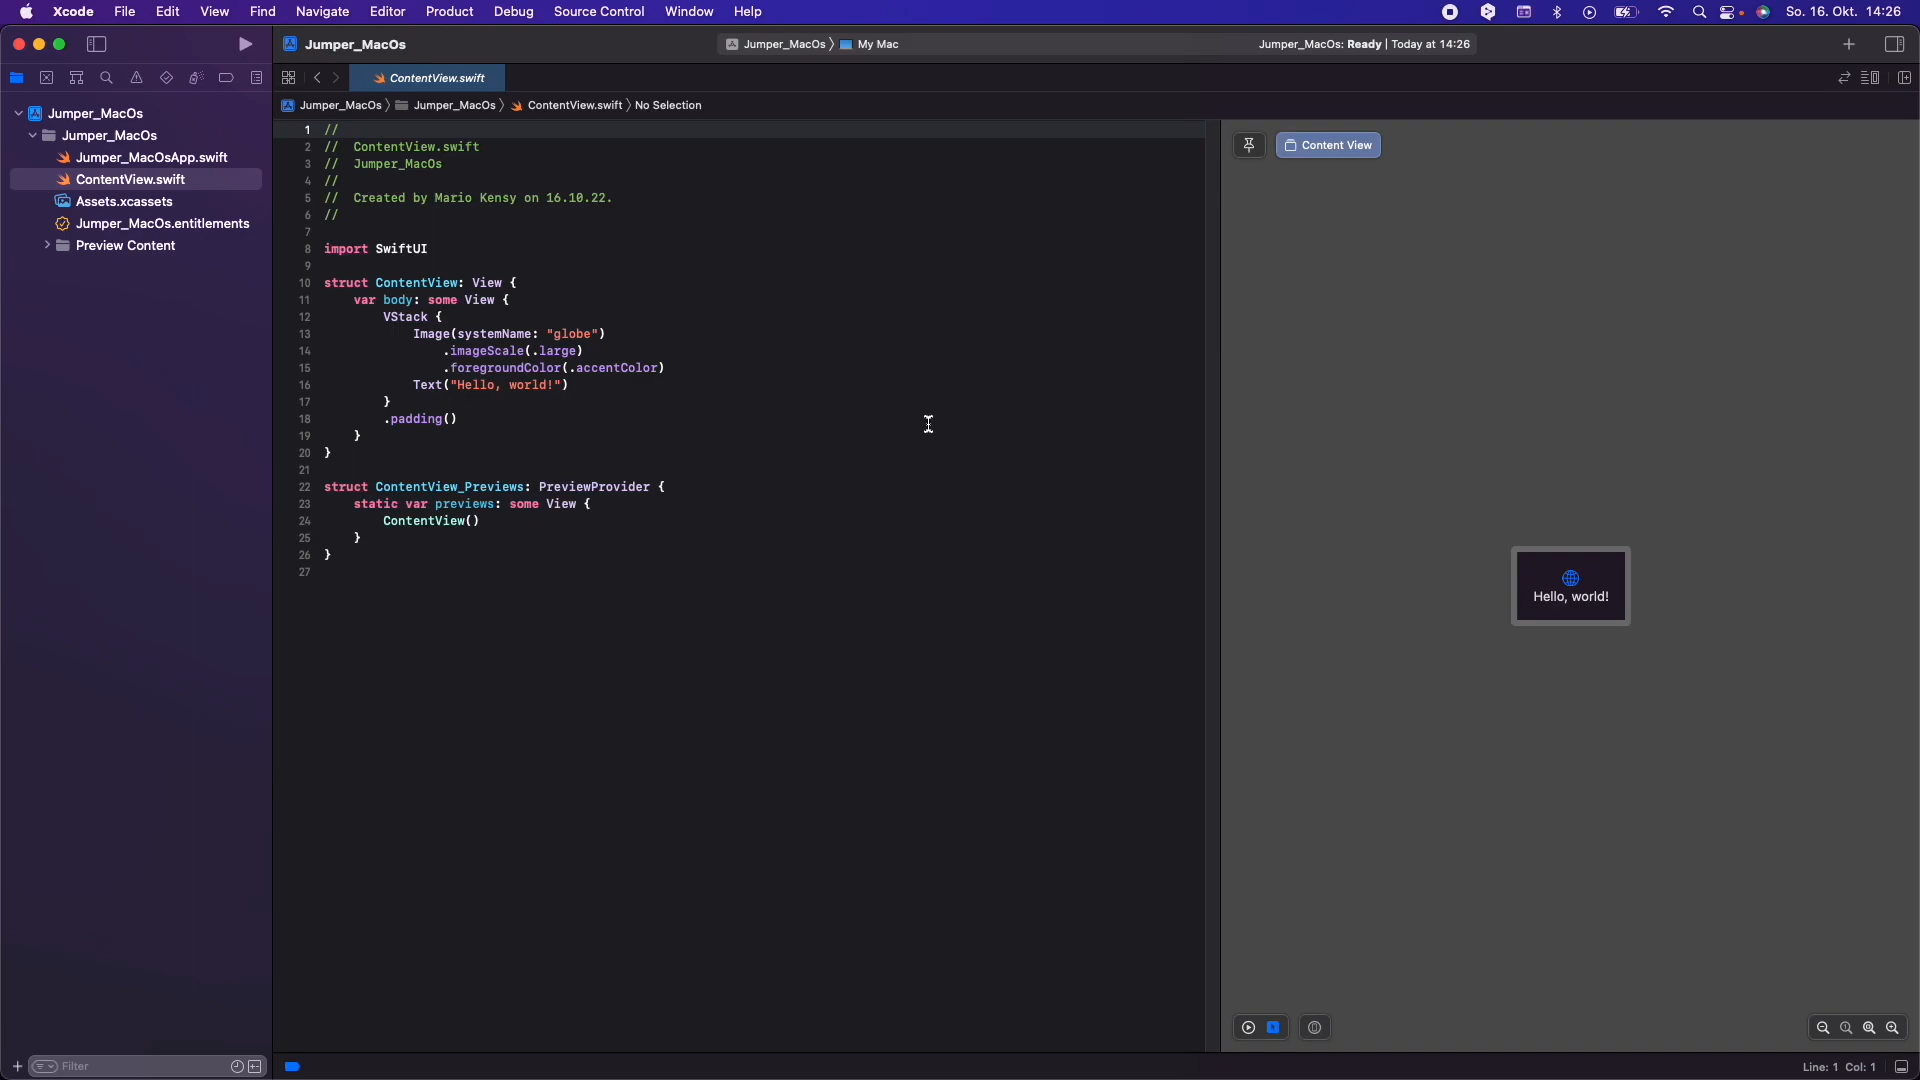 Xcode File Edit View Find Navigate Editor Product Debug Source Control Window Help So. 16. Okt. 14:26
Jumper_MacOs Jumper_MacOs 〉 My Mac Jumper_MacOs: Ready | Today at 14:26
ContentView.swift
Jumper_MacOs 〉 Jumper_MacOs 〉 ContentView.swift 〉 No Selection
Jumper_MacOs
Jumper_MacOs
Jumper_MacOsApp.swift
ContentView.swift
Assets.xcassets
Jumper_MacOs.entitlements
Preview Content
Filter
1 //
2 // ContentView.swift
3 // Jumper_MacOs
4 //
5 // Created by Mario Kensy on 16.10.22.
6 //
7
8 import SwiftUI
9
10 struct ContentView: View {
11 var body: some View {
12 VStack {
13 Image(systemName: "globe")
14 .imageScale(.large)
15 .foregroundColor(.accentColor)
16 Text("Hello, world!")
17 }
18 .padding()
19 }
20 }
21
22 struct ContentView_Previews: PreviewProvider {
23 static var previews: some View {
24 ContentView()
25 }
26 }
27
Content View
Hello, world!
Line: 1 Col: 1